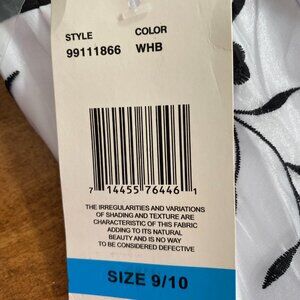 STYLE COLOR
99111866 WHB
7 14455 76446 1
THE IRREGULARITIES AND VARIATIONS
OF SHADING AND TEXTURE ARE
CHARACTERISTIC OF THIS FABRIC
ADDING TO ITS NATURAL
BEAUTY AND IS NO WAY
TO BE CONSIDERED DEFECTIVE
SIZE 9/10